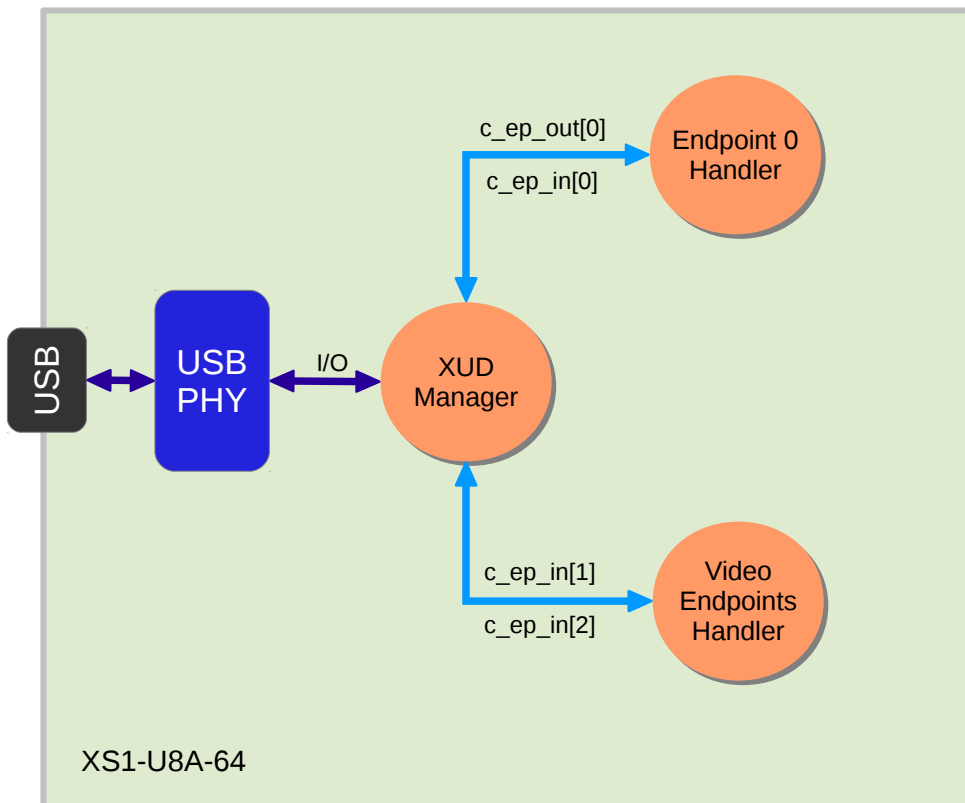 c_ep_out[0]
c_ep_in[0]
Endpoint 0
Handler
USB
USB
PHY
I/O
XUD
Manager
c_ep_in[1]
c_ep_in[2]
Video
Endpoints
Handler
XS1-U8A-64